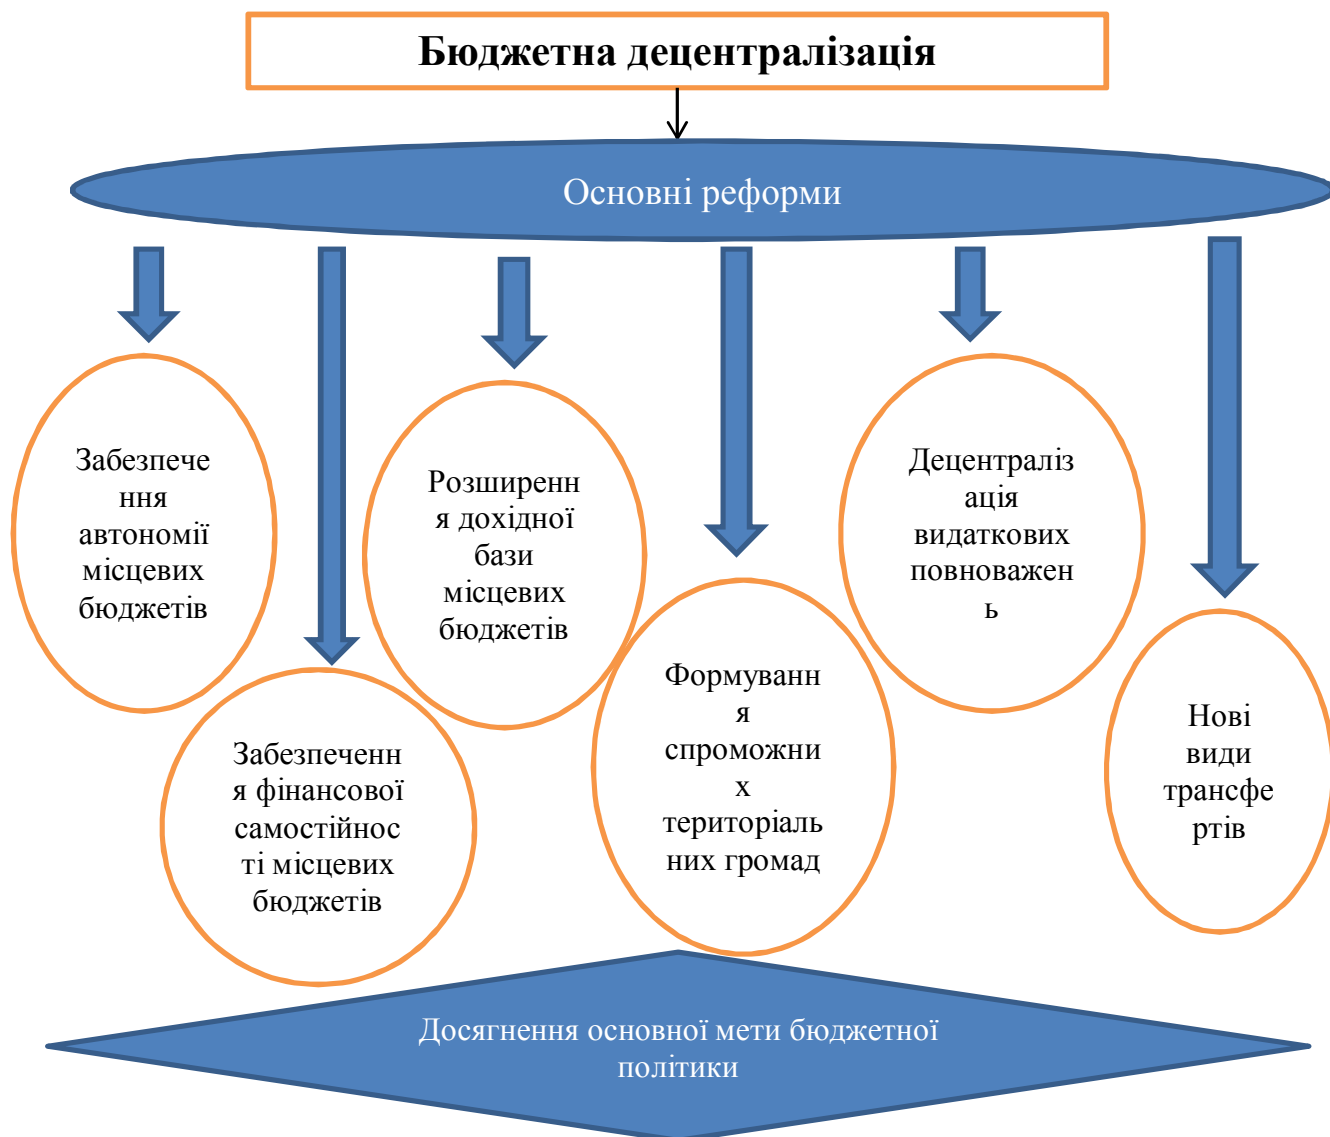 Бюджетна децентралізація
Основні реформи
Забезпече
ння
автономії
місцевих
бюджетів
Забезпеченн
я фінансової
самостійнос
ті місцевих
бюджетів
Розширенн
я дохідної
бази
місцевих
бюджетів
Формуванн
я
спроможни
х
територіаль
них громад
Децентраліз
ація
видаткових
повноважен
ь
Нові
види
трансфе
ртів
Досягнення основної мети бюджетної
політики